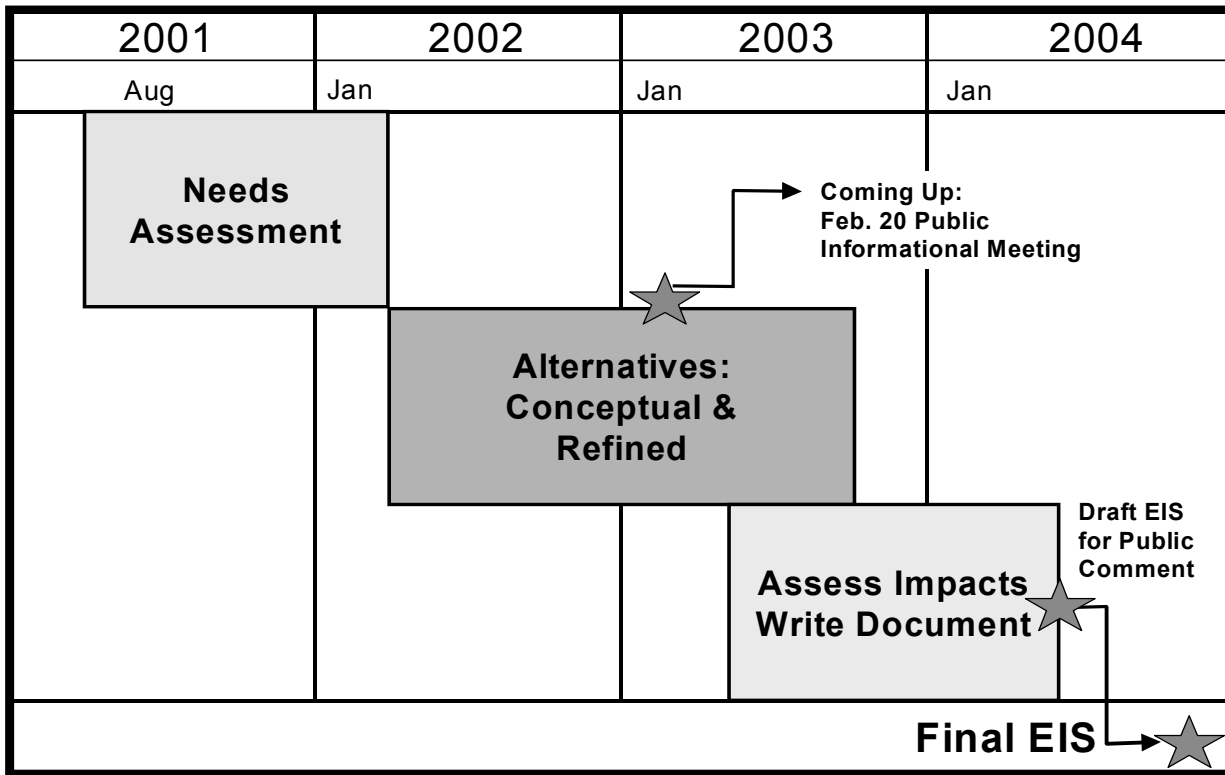 2001 2002 2003 2004
Aug Jan Jan Jan
Needs
Assessment
Coming Up:
Feb. 20 Public
Informational Meeting
Alternatives:
Conceptual &
Refined
Draft EIS
for Public
Comment
Assess Impacts
Write Document
Final EIS